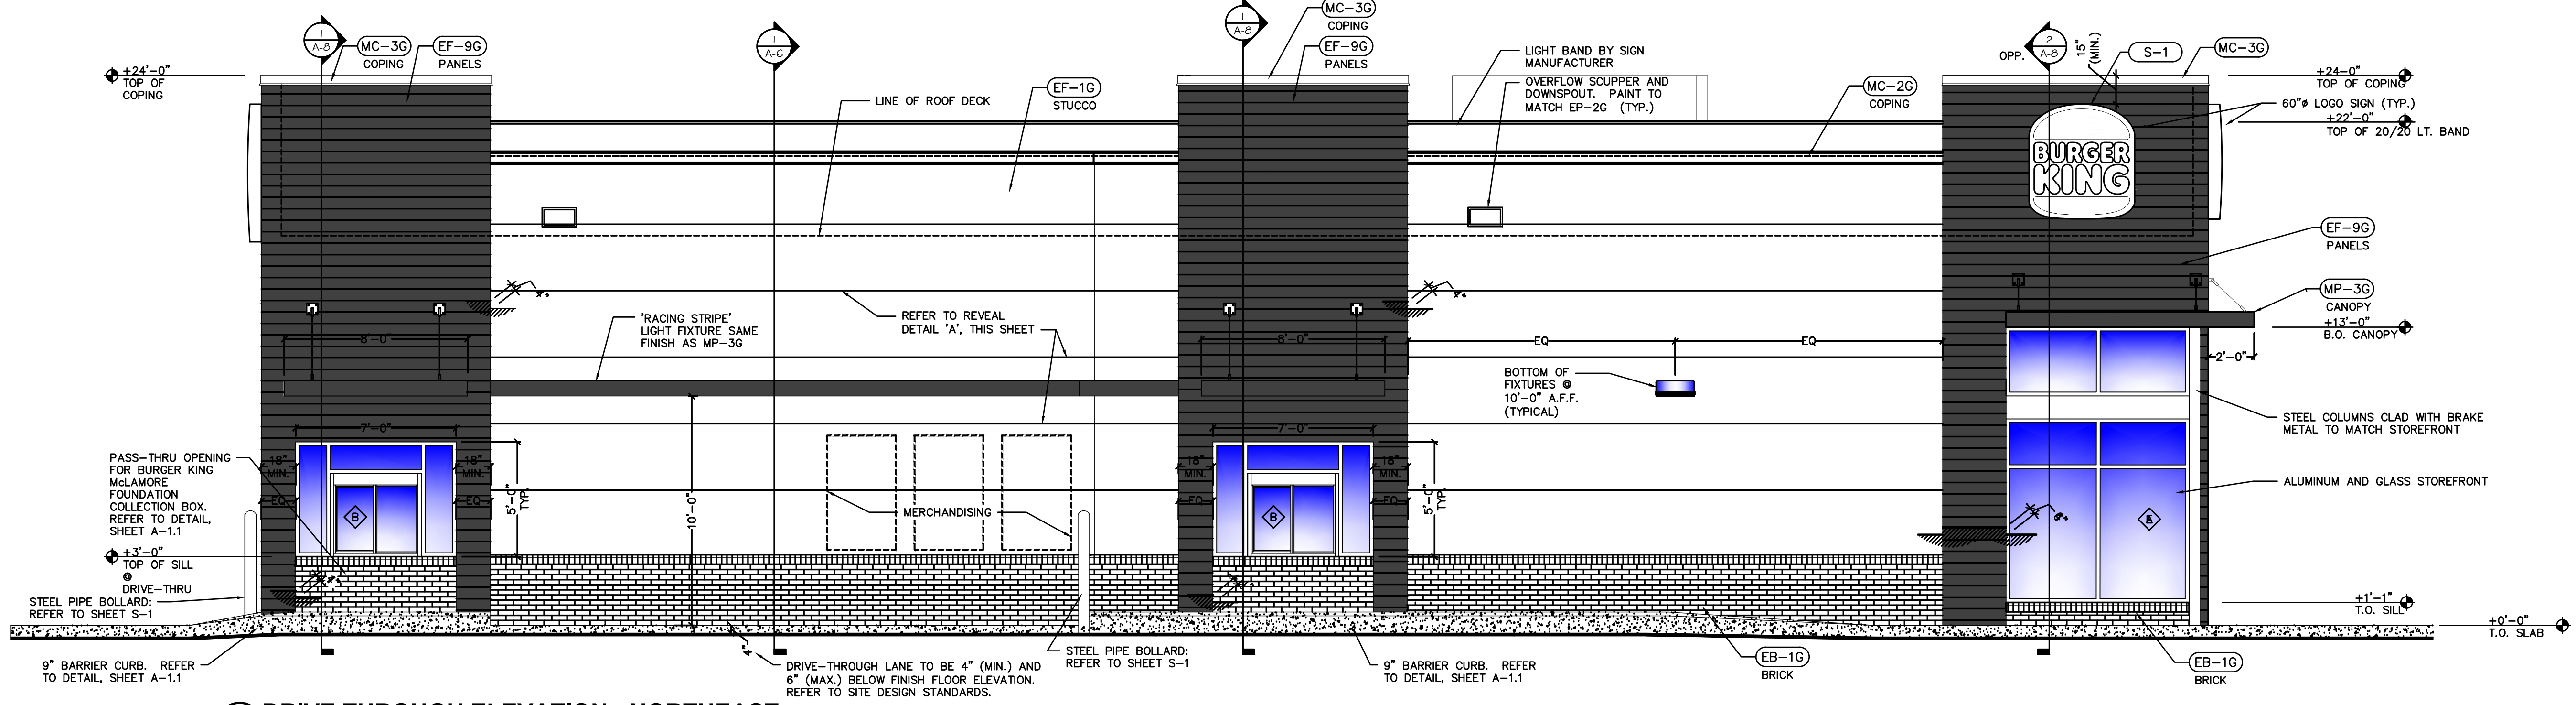 1
A-8
MC-3G
COPING
EF-9G
PANELS
+24'-0"
TOP OF
COPING
1
A-6
LINE OF ROOF DECK
EF-1G
STUCCO
1
A-8
MC-3G
COPING
EF-9G
PANELS
LIGHT BAND BY SIGN
MANUFACTURER
OVERFLOW SCUPPER AND
DOWNSPOUT. PAINT TO
MATCH EP-2G (TYP.)
MC-2G
COPING
OPP.
2
A-8
15"
(MIN.)
S-1
MC-3G
+24-0"
TOP OF COPING
60"ø LOGO SIGN (TYP.)
+22'-0"
TOP OF 20/20 LT. BAND
BURGER
KING
EF-9G
PANELS
MP-3G
CANOPY
+13'-0"
B.O. CANOPY
2'-0"
4"
4"
'RACING STRIPE'
LIGHT FIXTURE SAME
FINISH AS MP-3G
REFER TO REVEAL
DETAIL 'A', THIS SHEET
8'-0"
8'-0"
EQ
EQ
BOTTOM OF
FIXTURES @
10'-0" A.F.F.
(TYPICAL)
STEEL COLUMNS CLAD WITH BRAKE
METAL TO MATCH STOREFRONT
ALUMINUM AND GLASS STOREFRONT
PASS-THRU OPENING
FOR BURGER KING
McLAMORE
FOUNDATION
COLLECTION BOX.
REFER TO DETAIL,
SHEET A-1.1
7'-0"
18"
MIN.
18"
MIN.
EQ
EQ
B
5'-0"
TYP.
10'-0"
MERCHANDISING
7'-0"
18"
MIN.
18"
MIN.
EQ
EQ
B
5'-0"
TYP.
6"
+3'-0"
TOP OF SILL
@
DRIVE-THRU
STEEL PIPE BOLLARD:
REFER TO SHEET S-1
+1'-1"
T.O. SILL
+0'-0"
T.O. SLAB
9" BARRIER CURB. REFER
TO DETAIL, SHEET A-1.1
4"
DRIVE-THROUGH LANE TO BE 4" (MIN.) AND
6" (MAX.) BELOW FINISH FLOOR ELEVATION.
REFER TO SITE DESIGN STANDARDS.
STEEL PIPE BOLLARD:
REFER TO SHEET S-1
9" BARRIER CURB. REFER
TO DETAIL, SHEET A-1.1
EB-1G
BRICK
EB-1G
BRICK
DRIVE THROUGH ELEVATION - NORTHEAST